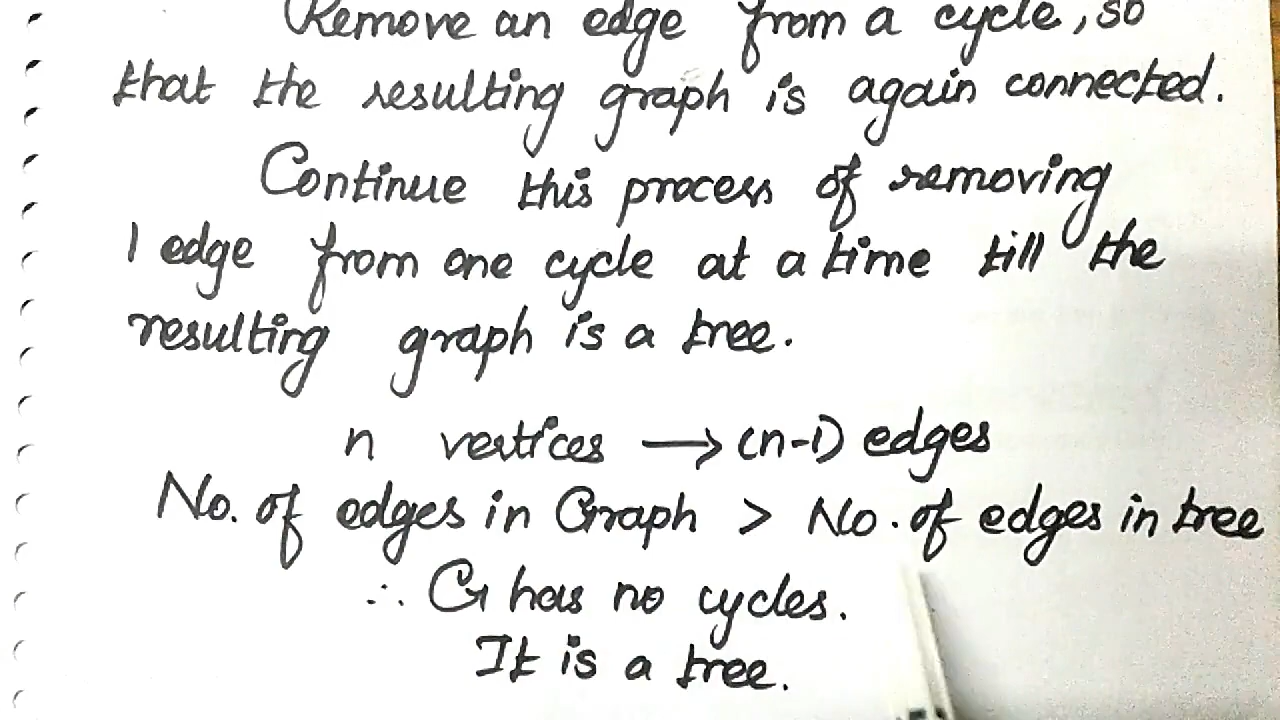 Remove an edge from a cycle, so
that the resulting graph is again connected.
Continue this process of removing
1 edge from one cycle at a time till the
resulting graph is a tree.
n vertices ⟶ (n-1) edges
No. of edges in Graph > No. of edges in tree
∴ G has no cycles.
It is a tree.